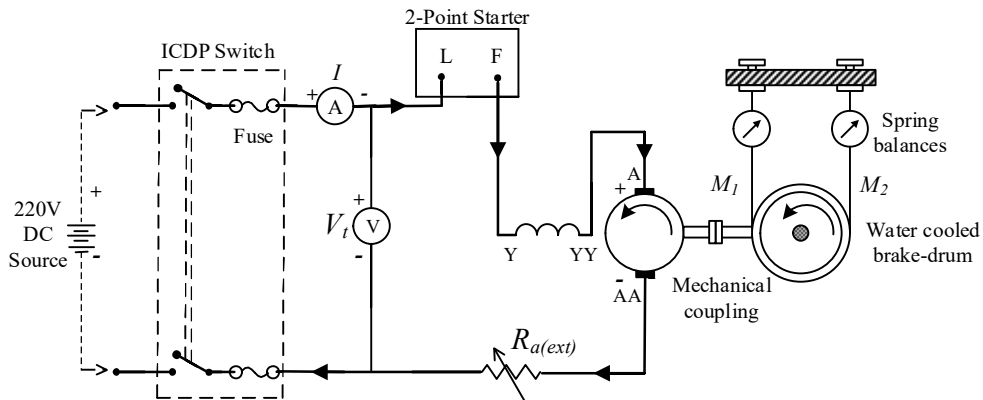 2-Point Starter
ICDP Switch
L F
I
+ A -
Fuse
Spring
balances
M1 M2
A
+
220V
DC
Source
+
-
Vt
+
V
-
Y YY
Water cooled
brake-drum
-
AA
Mechanical
coupling
Ra(ext)